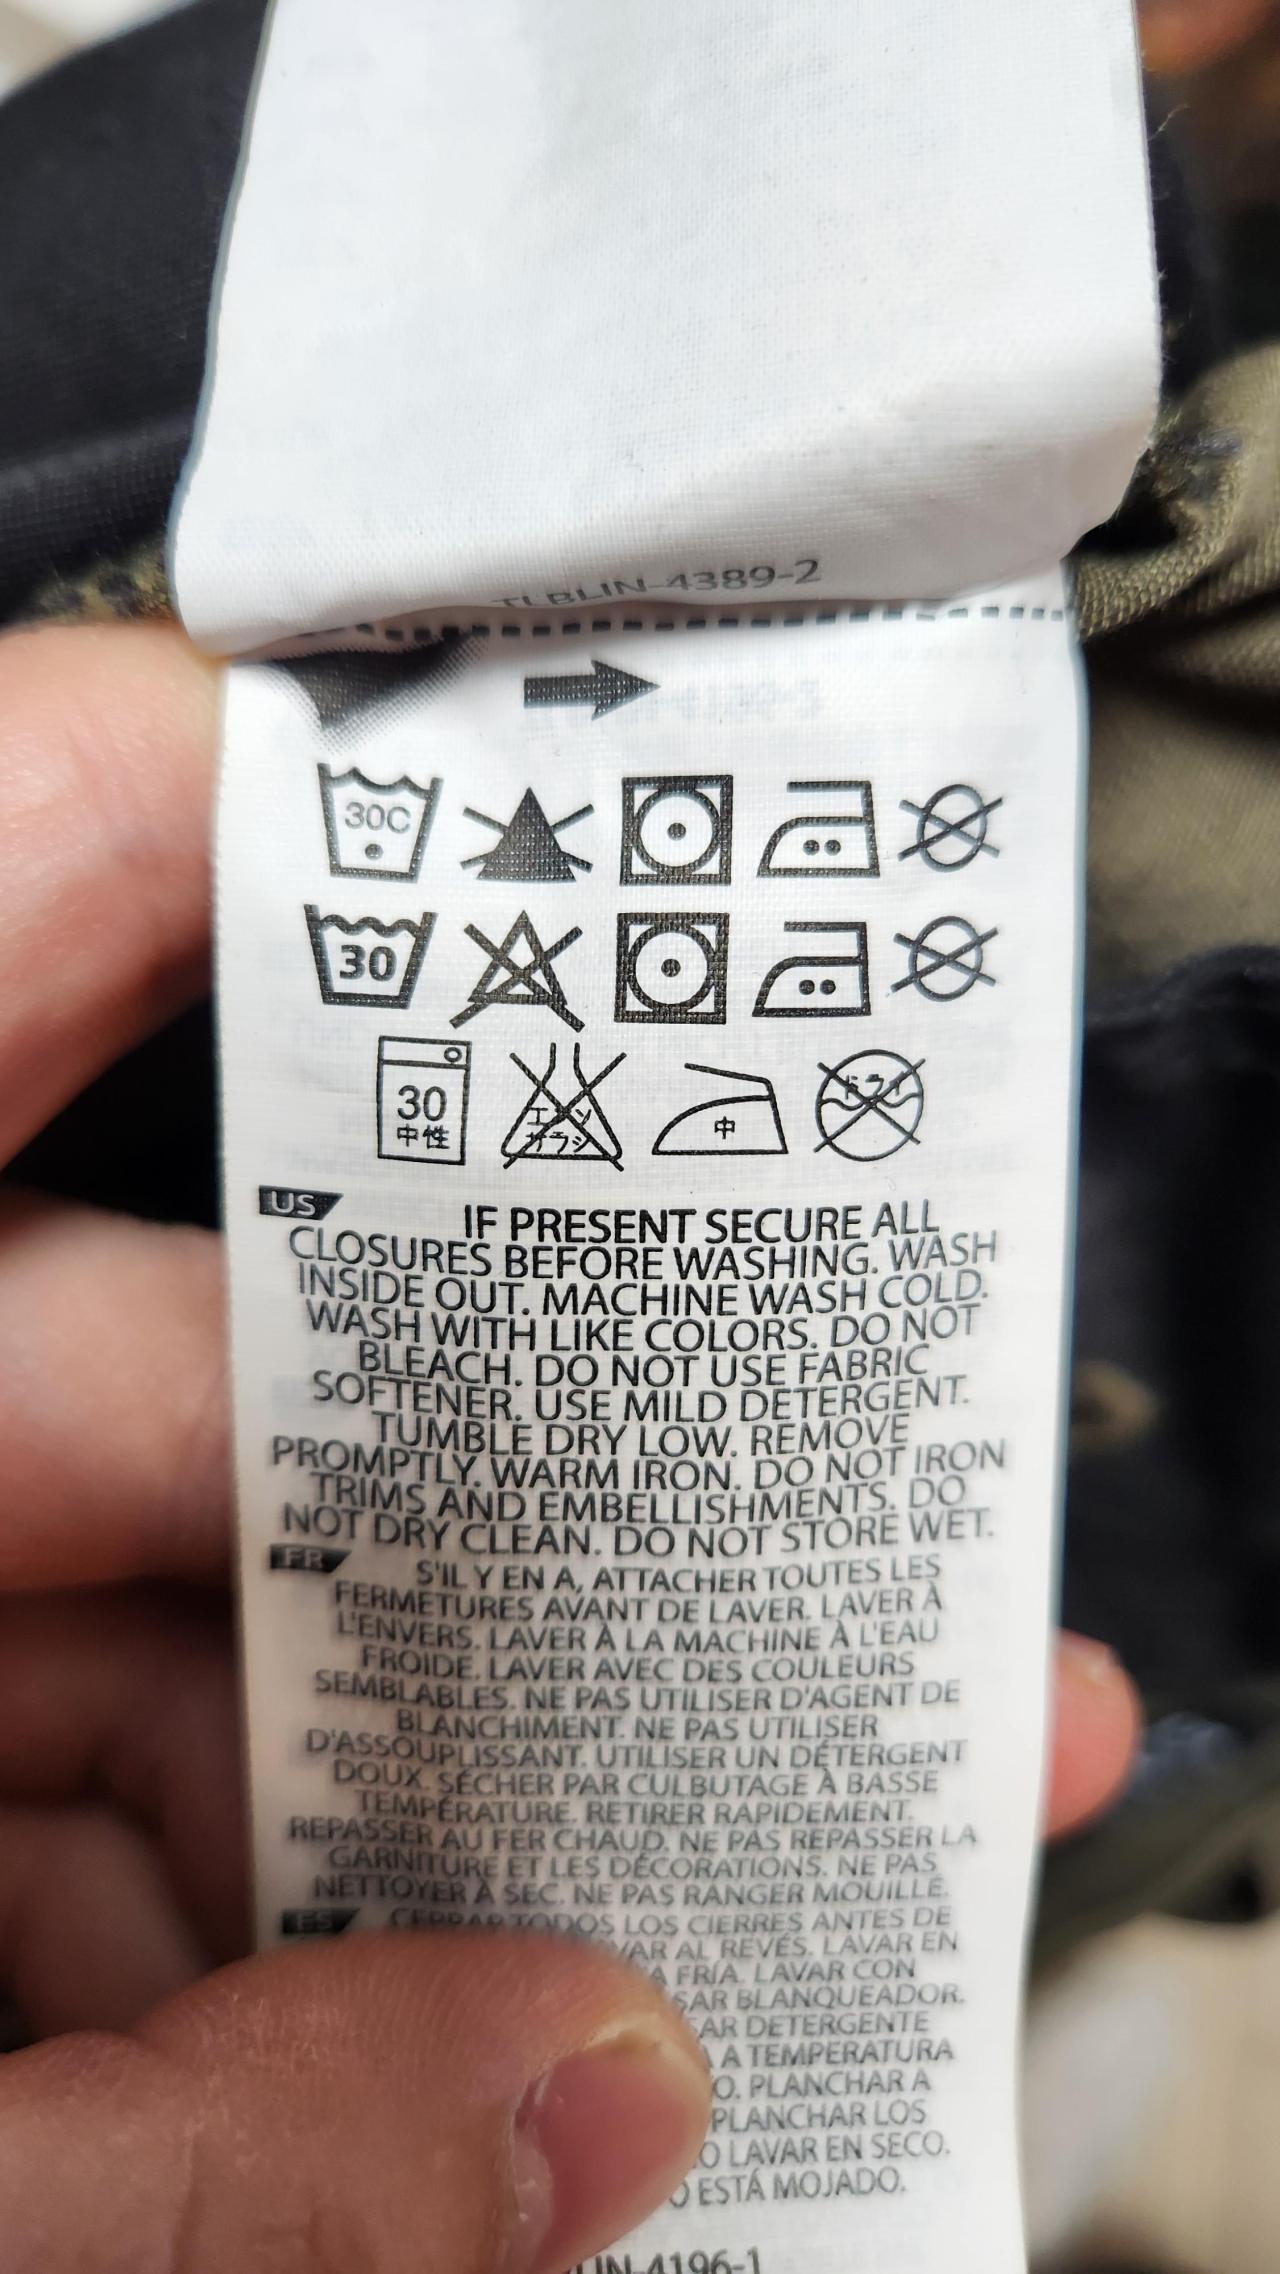 TLBLIN-4389-2
30C
30
30
中性
エンソ
サラシ
中
ドライ
US IF PRESENT SECURE ALL
CLOSURES BEFORE WASHING. WASH
INSIDE OUT. MACHINE WASH COLD.
WASH WITH LIKE COLORS. DO NOT
BLEACH. DO NOT USE FABRIC
SOFTENER. USE MILD DETERGENT.
TUMBLE DRY LOW. REMOVE
PROMPTLY. WARM IRON. DO NOT IRON
TRIMS AND EMBELLISHMENTS. DO
NOT DRY CLEAN. DO NOT STORE WET.
FR S'IL Y EN A, ATTACHER TOUTES LES
FERMETURES AVANT DE LAVER. LAVER À
L'ENVERS. LAVER À LA MACHINE À L'EAU
FROIDE. LAVER AVEC DES COULEURS
SEMBLABLES. NE PAS UTILISER D'AGENT DE
BLANCHIMENT. NE PAS UTILISER
D'ASSOUPLISSANT. UTILISER UN DÉTERGENT
DOUX. SÉCHER PAR CULBUTAGE À BASSE
TEMPÉRATURE. RETIRER RAPIDEMENT.
REPASSER AU FER CHAUD. NE PAS REPASSER LA
GARNITURE ET LES DÉCORATIONS. NE PAS
NETTOYER À SEC. NE PAS RANGER MOUILLÉ.
ES CERRAR TODOS LOS CIERRES ANTES DE
AL REVÉS. LAVAR EN
FRÍA. LAVAR CON
BLANQUEADOR.
DETERGENTE
A TEMPERATURA
PLANCHAR A
PLANCHAR LOS
LAVAR EN SECO.
ESTÁ MOJADO.
LIN-4196-1